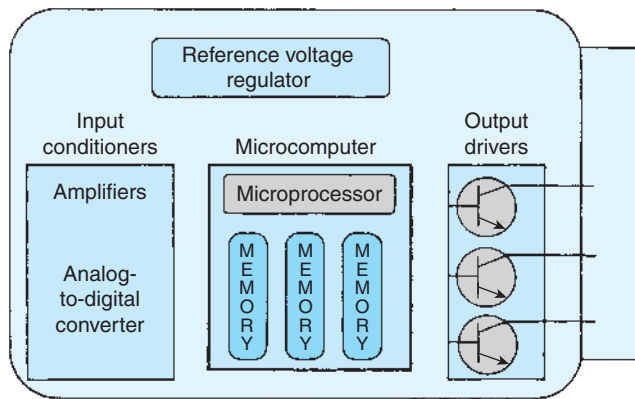 Reference voltage
regulator
Input
conditioners
Microcomputer
Output
drivers
Amplifiers
Analog-
to-digital
converter
Microprocessor
MEMORY
MEMORY
MEMORY